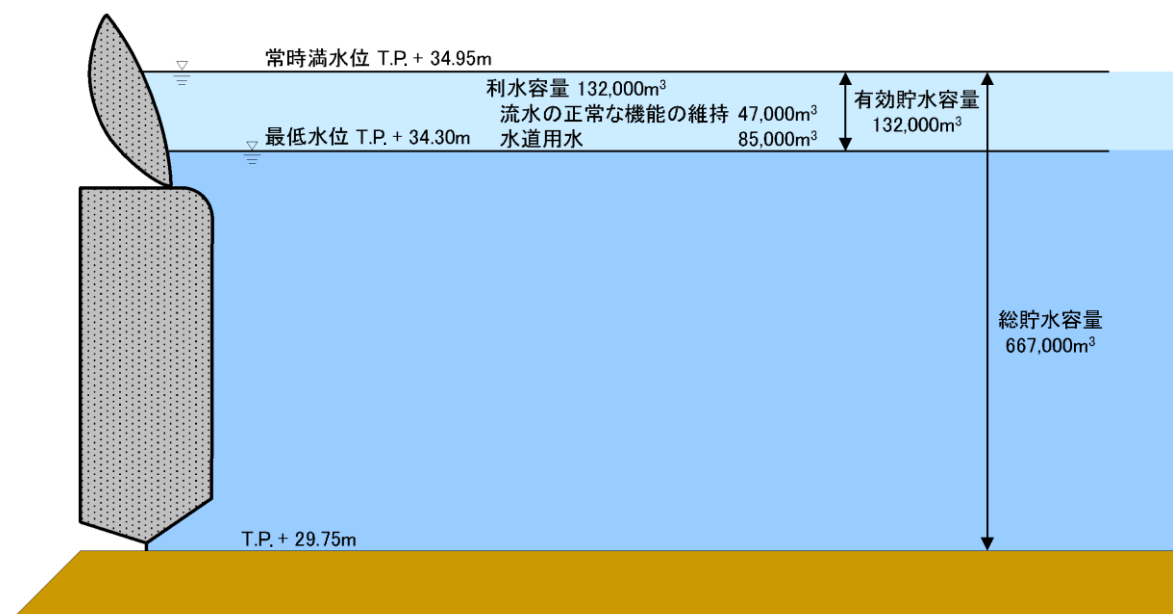 常時満水位 T.P. + 34.95m
利水容量 132,000m³
流水の正常な機能の維持 47,000m³
水道用水 85,000m³
有効貯水容量
132,000m³
最低水位 T.P. + 34.30m
総貯水容量
667,000m³
T.P. + 29.75m